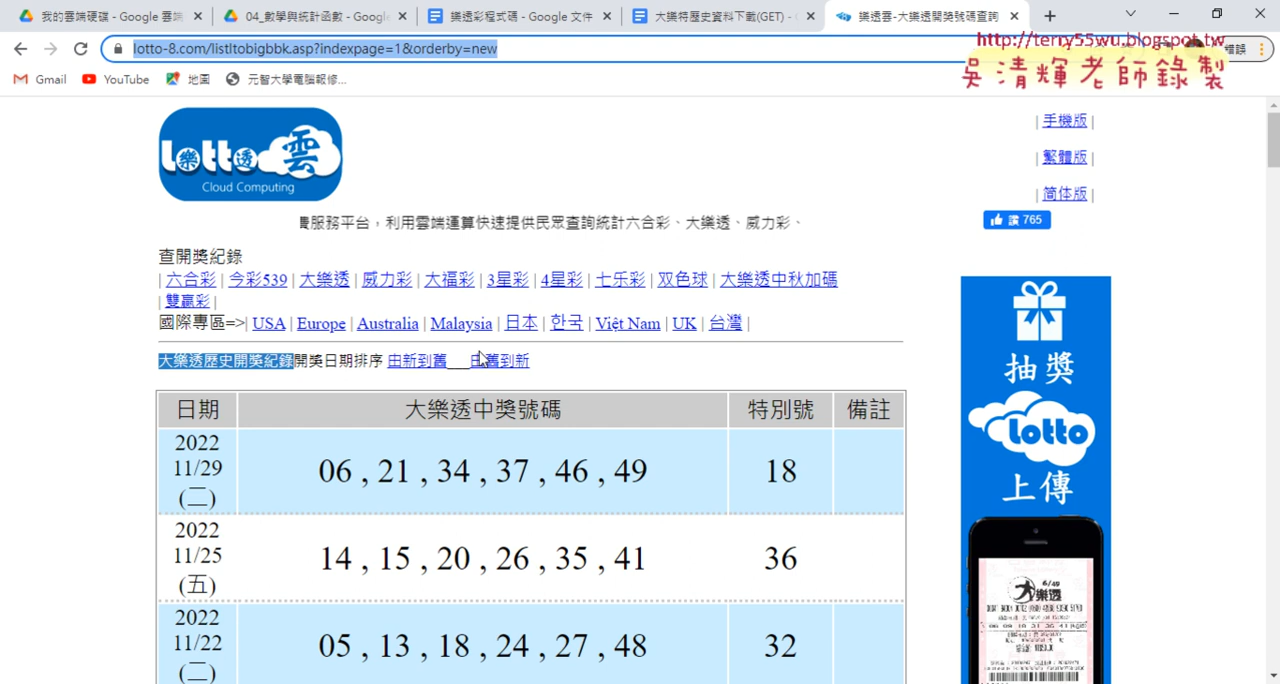 我的雲端硬碟 - Google 雲端
04_數學與統計函數 - Google
樂透彩程式碼 - Google 文件
大樂特歷史資料下載(GET) -
樂透雲-大樂透開獎號碼查詢
http://terry55wu.blogspot.tw
lotto-8.com/listltobigbbk.asp?indexpage=1&orderby=new
錯誤
吳清輝老師錄製
Gmail
YouTube
地圖
元智大學電腦報修...
lotto
樂 透 雲
Cloud Computing
| 手機版 |
| 繁體版 |
| 简体版 |
讚 765
費服務平台，利用雲端運算快速提供民眾查詢統計六合彩、大樂透、威力彩、
查開獎紀錄
| 六合彩 | 今彩539 | 大樂透 | 威力彩 | 大福彩 | 3星彩 | 4星彩 | 七乐彩 | 双色球 | 大樂透中秋加碼
| 雙贏彩 |
國際專區=>| USA | Europe | Australia | Malaysia | 日本 | 한국 | Việt Nam | UK | 台灣 |
大樂透歷史開獎紀錄開獎日期排序 由新到舊___由舊到新
日期 大樂透中獎號碼 特別號 備註
2022
11/29
(二)
06 , 21 , 34 , 37 , 46 , 49 18
2022
11/25
(五)
14 , 15 , 20 , 26 , 35 , 41 36
2022
11/22
(二)
05 , 13 , 18 , 24 , 27 , 48 32
抽獎
lotto
上傳
6/49
樂透